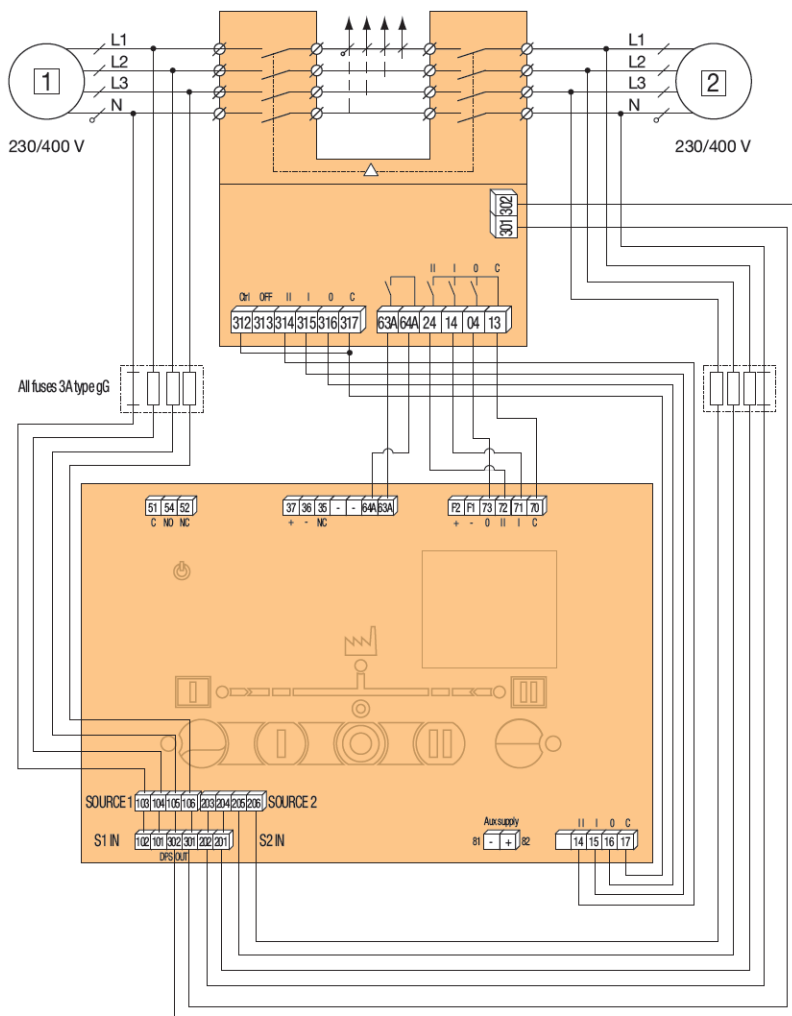 L1 L1
L2 L2
1 L3 L3 2
N N
230/400 V 230/400 V
302
301
II I 0 C
Ctrl OFF II I 0 C
312 313 314 315 316 317 63A 64A 24 14 04 13
All fuses 3A type gG
51 54 52 37 36 35 - - 64A 63A F2 F1 73 72 71 70
C NO NC + - NC + - 0 II I C
SOURCE 1 103 104 105 106 203 204 205 206 SOURCE 2
Aux supply II I 0 C
S1 IN 102 101 302 301 202 201 S2 IN 81 - + 82 14 15 16 17
DPS OUT